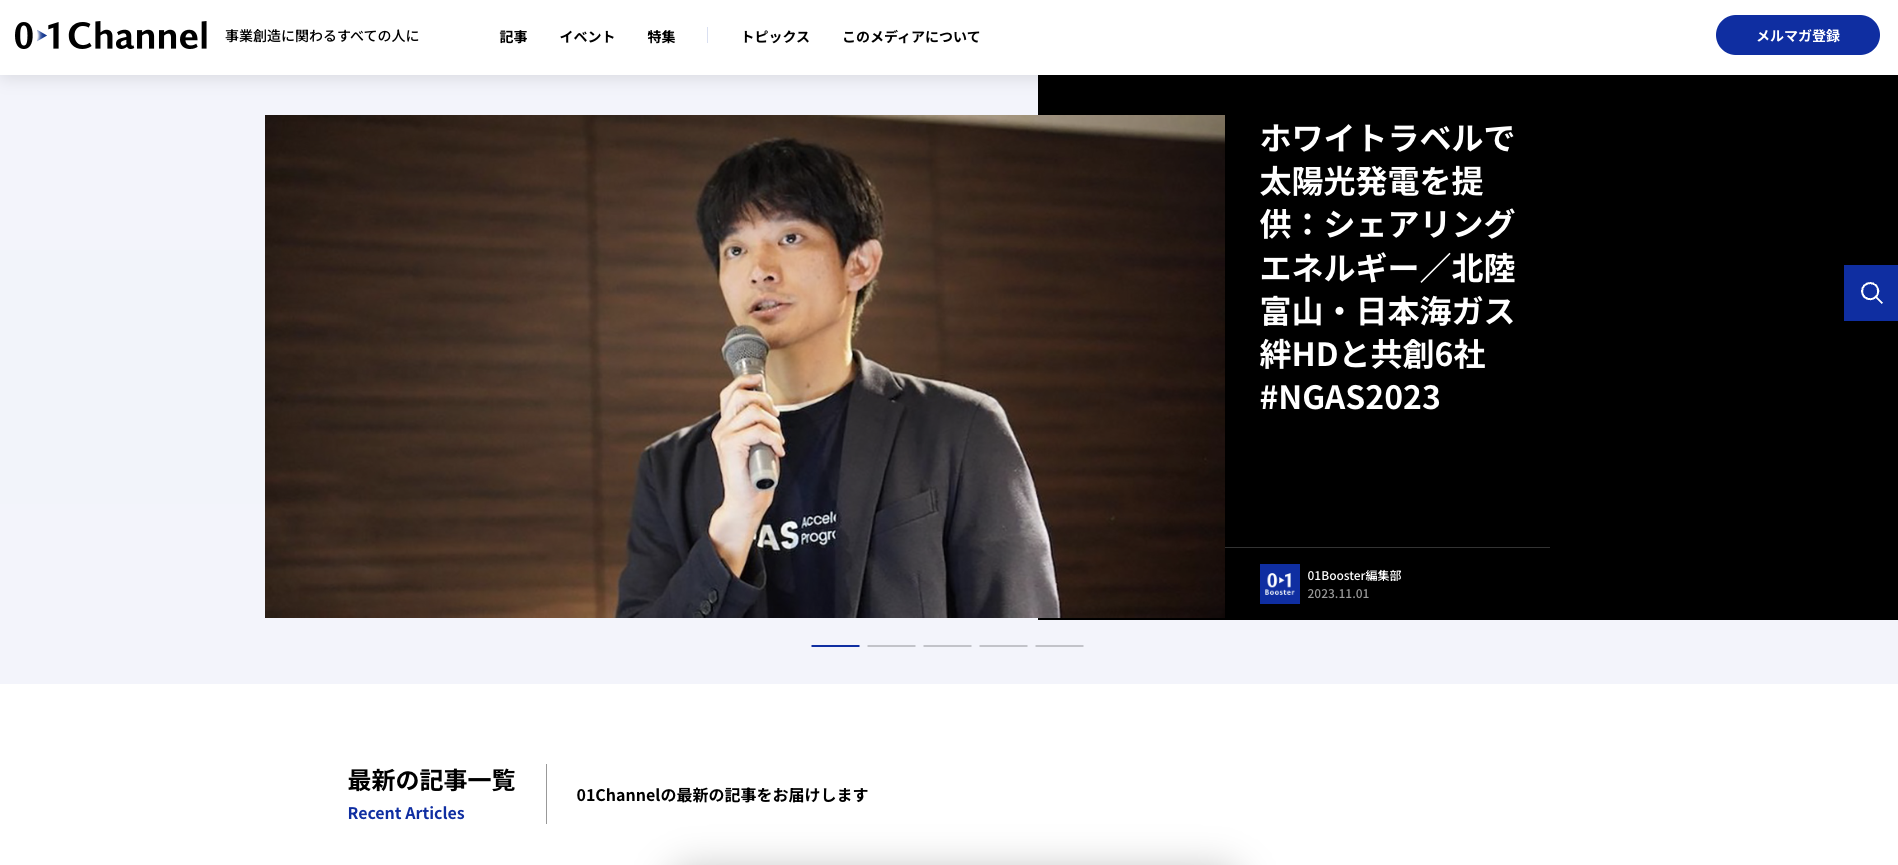 01Channel
事業創造に関わるすべての人に
記事
イベント
特集
トピックス
このメディアについて
メルマガ登録
ホワイトラベルで
太陽光発電を提
供：シェアリング
エネルギー／北陸
富山・日本海ガス
絆HDと共創6社
#NGAS2023
AS
01
Booster
01Booster編集部
2023.11.01
最新の記事一覧
Recent Articles
01Channelの最新の記事をお届けします